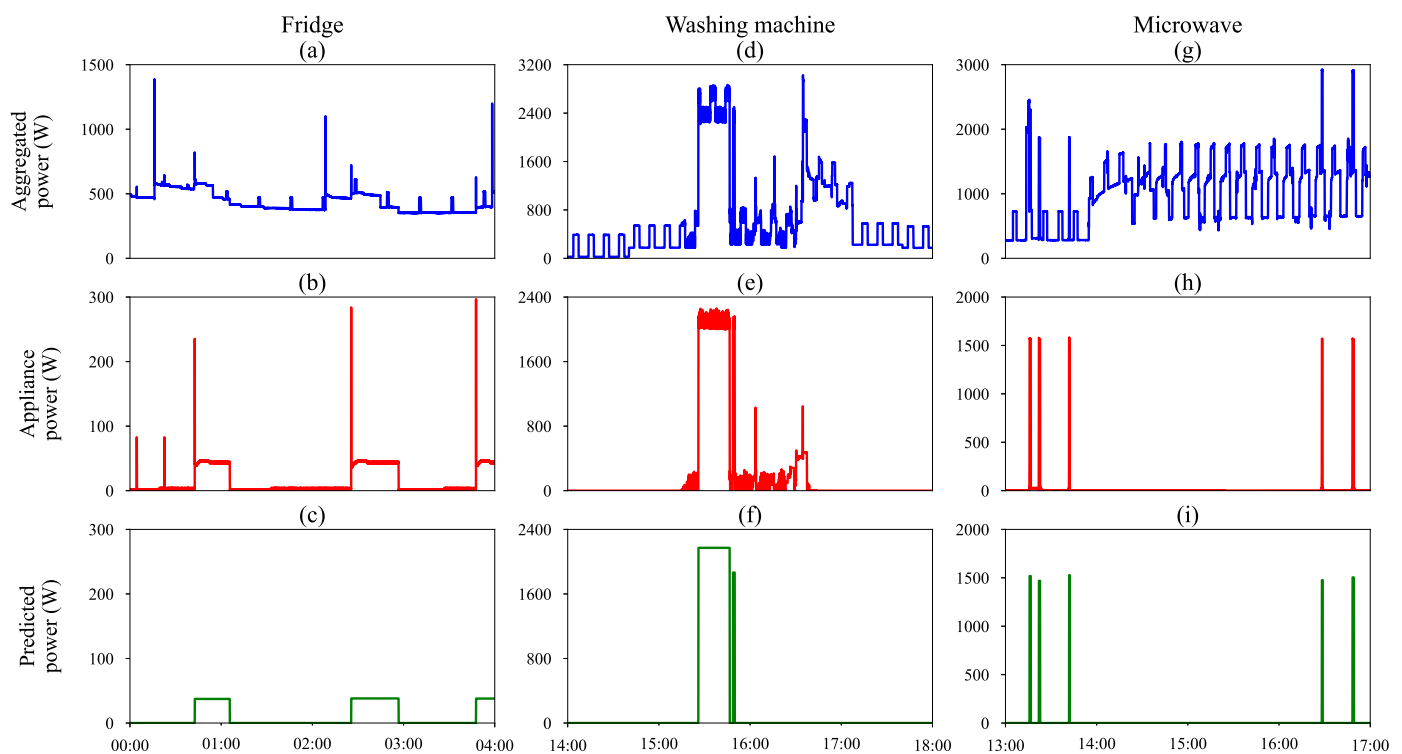 Fridge
Washing machine
Microwave
(a)
(d)
(g)
Aggregated
power (W)
1500
1000
500
0
3200
2400
1600
800
0
3000
2000
1000
0
(b)
(e)
(h)
Appliance
power (W)
300
200
100
0
2400
1600
800
0
2000
1500
1000
500
0
(c)
(f)
(i)
Predicted
power (W)
300
200
100
0
2400
1600
800
0
2000
1500
1000
500
0
00:00 01:00 02:00 03:00 04:00
14:00 15:00 16:00 17:00 18:00
13:00 14:00 15:00 16:00 17:00